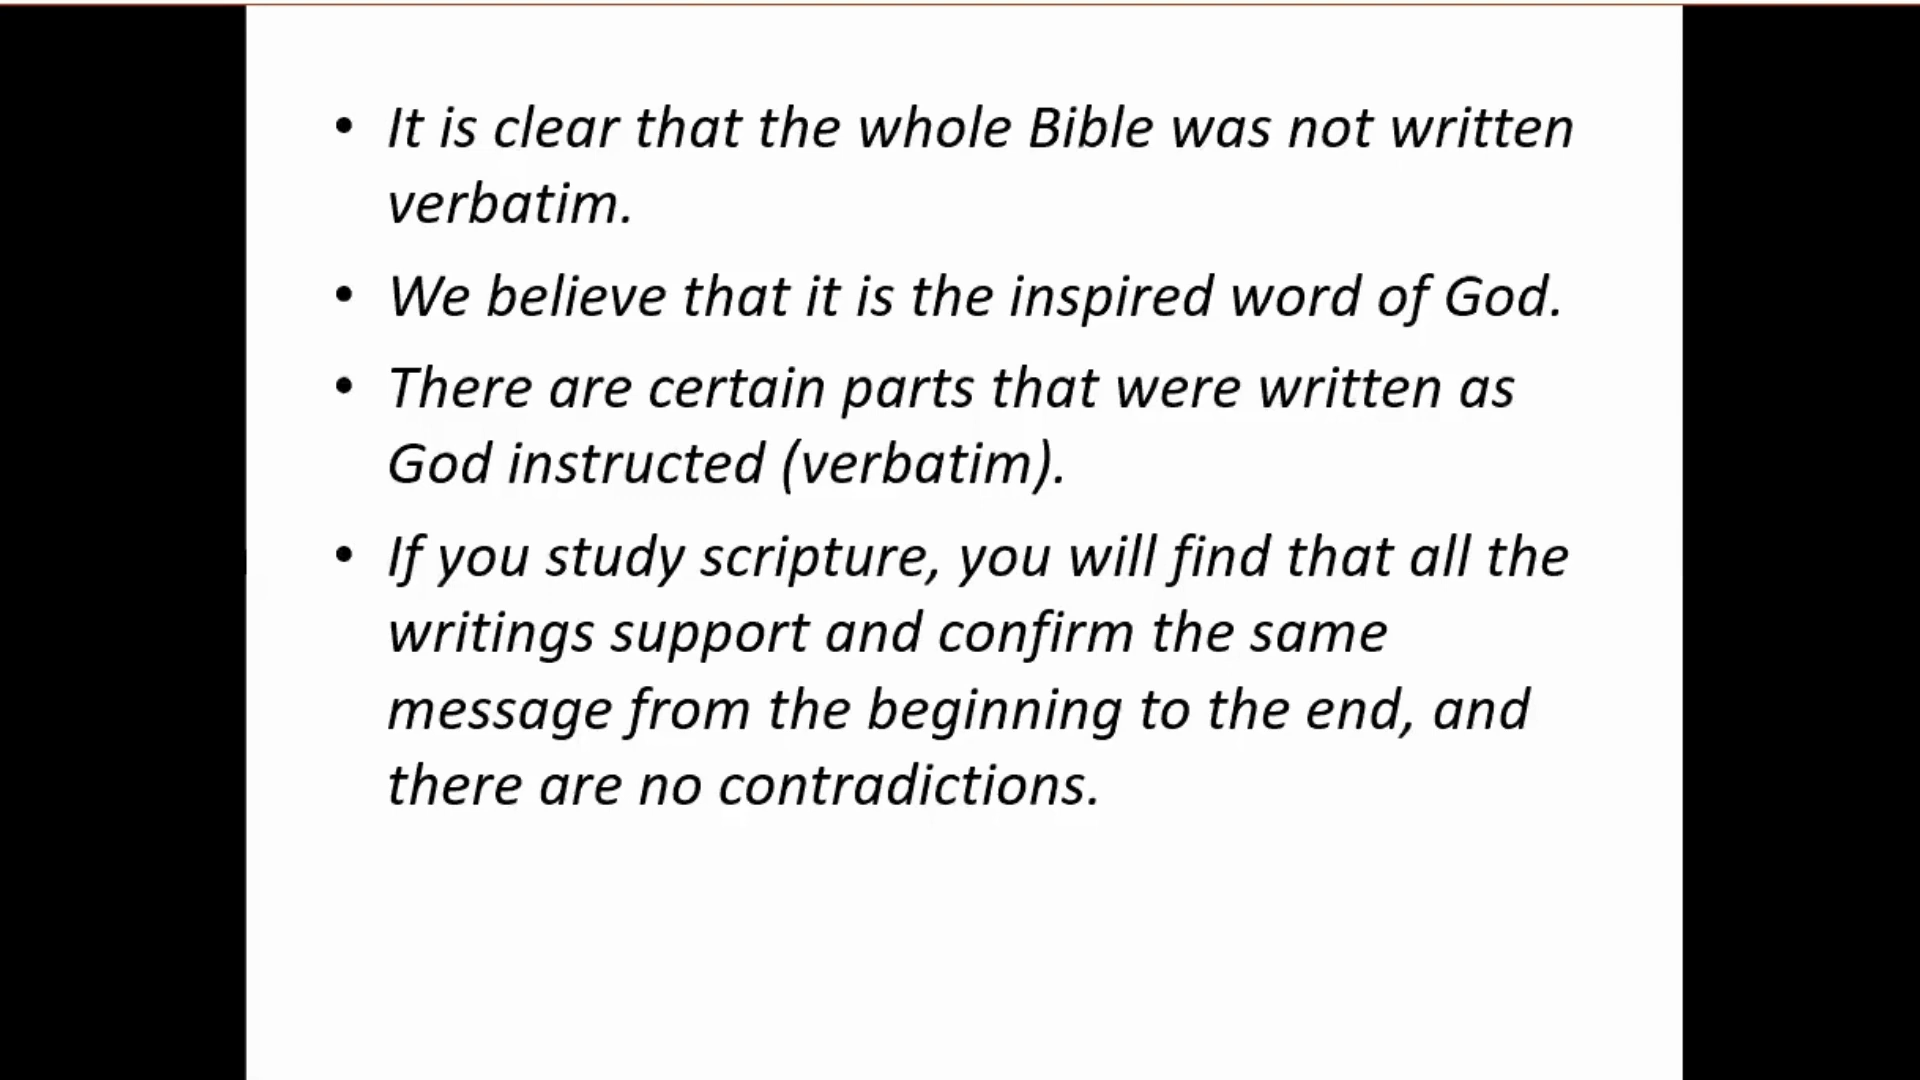 • It is clear that the whole Bible was not written
verbatim.
• We believe that it is the inspired word of God.
• There are certain parts that were written as
God instructed (verbatim).
• If you study scripture, you will find that all the
writings support and confirm the same
message from the beginning to the end, and
there are no contradictions.